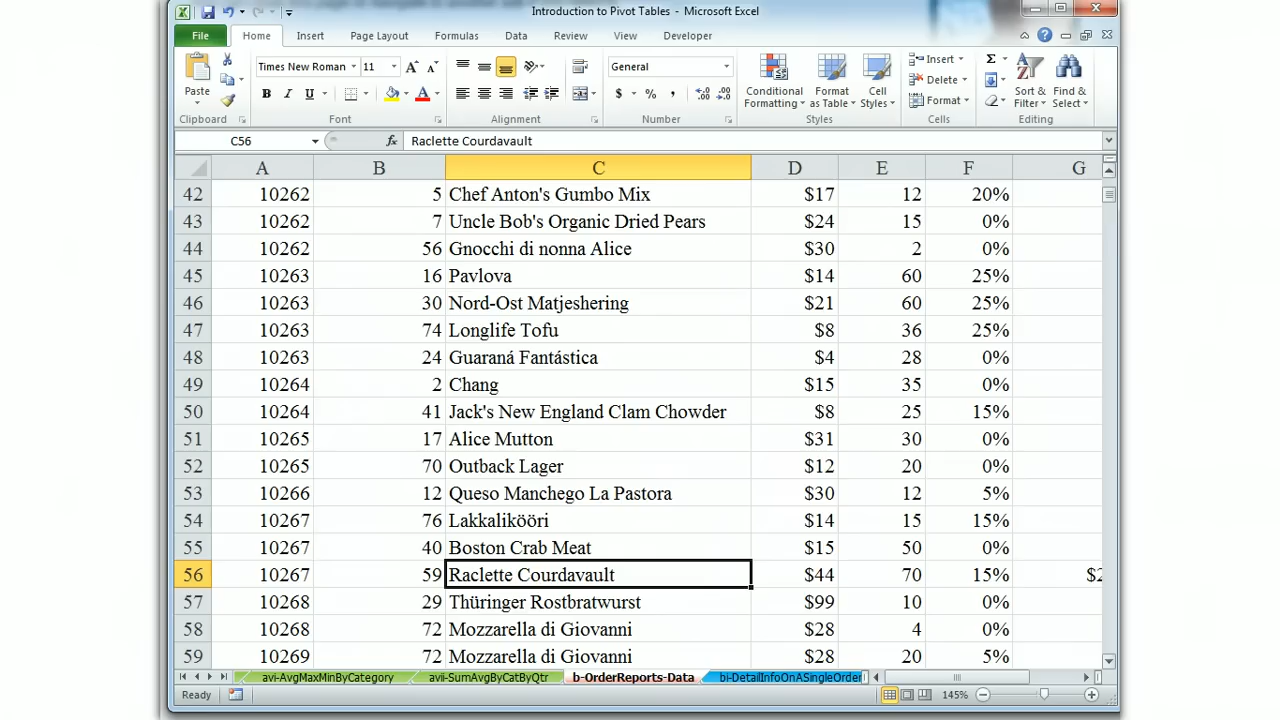 Introduction to Pivot Tables - Microsoft Excel
File Home Insert Page Layout Formulas Data Review View Developer
Times New Roman 11 General Insert
Delete
Format
Paste Conditional Formatting Format as Table Cell Styles Sort & Filter Find & Select
Clipboard Font Alignment Number Styles Cells Editing
C56 fx Raclette Courdavault
A B C D E F G
42 10262 5 Chef Anton's Gumbo Mix $17 12 20%
43 10262 7 Uncle Bob's Organic Dried Pears $24 15 0%
44 10262 56 Gnocchi di nonna Alice $30 2 0%
45 10263 16 Pavlova $14 60 25%
46 10263 30 Nord-Ost Matjeshering $21 60 25%
47 10263 74 Longlife Tofu $8 36 25%
48 10263 24 Guaraná Fantástica $4 28 0%
49 10264 2 Chang $15 35 0%
50 10264 41 Jack's New England Clam Chowder $8 25 15%
51 10265 17 Alice Mutton $31 30 0%
52 10265 70 Outback Lager $12 20 0%
53 10266 12 Queso Manchego La Pastora $30 12 5%
54 10267 76 Lakkalikööri $14 15 15%
55 10267 40 Boston Crab Meat $15 50 0%
56 10267 59 Raclette Courdavault $44 70 15% $2
57 10268 29 Thüringer Rostbratwurst $99 10 0%
58 10268 72 Mozzarella di Giovanni $28 4 0%
59 10269 72 Mozzarella di Giovanni $28 20 5%
avi-AvgMaxMinByCategory avii-SumAvgByCatByQtr b-OrderReports-Data bi-DetailInfoOnASingleOrder
Ready 145%